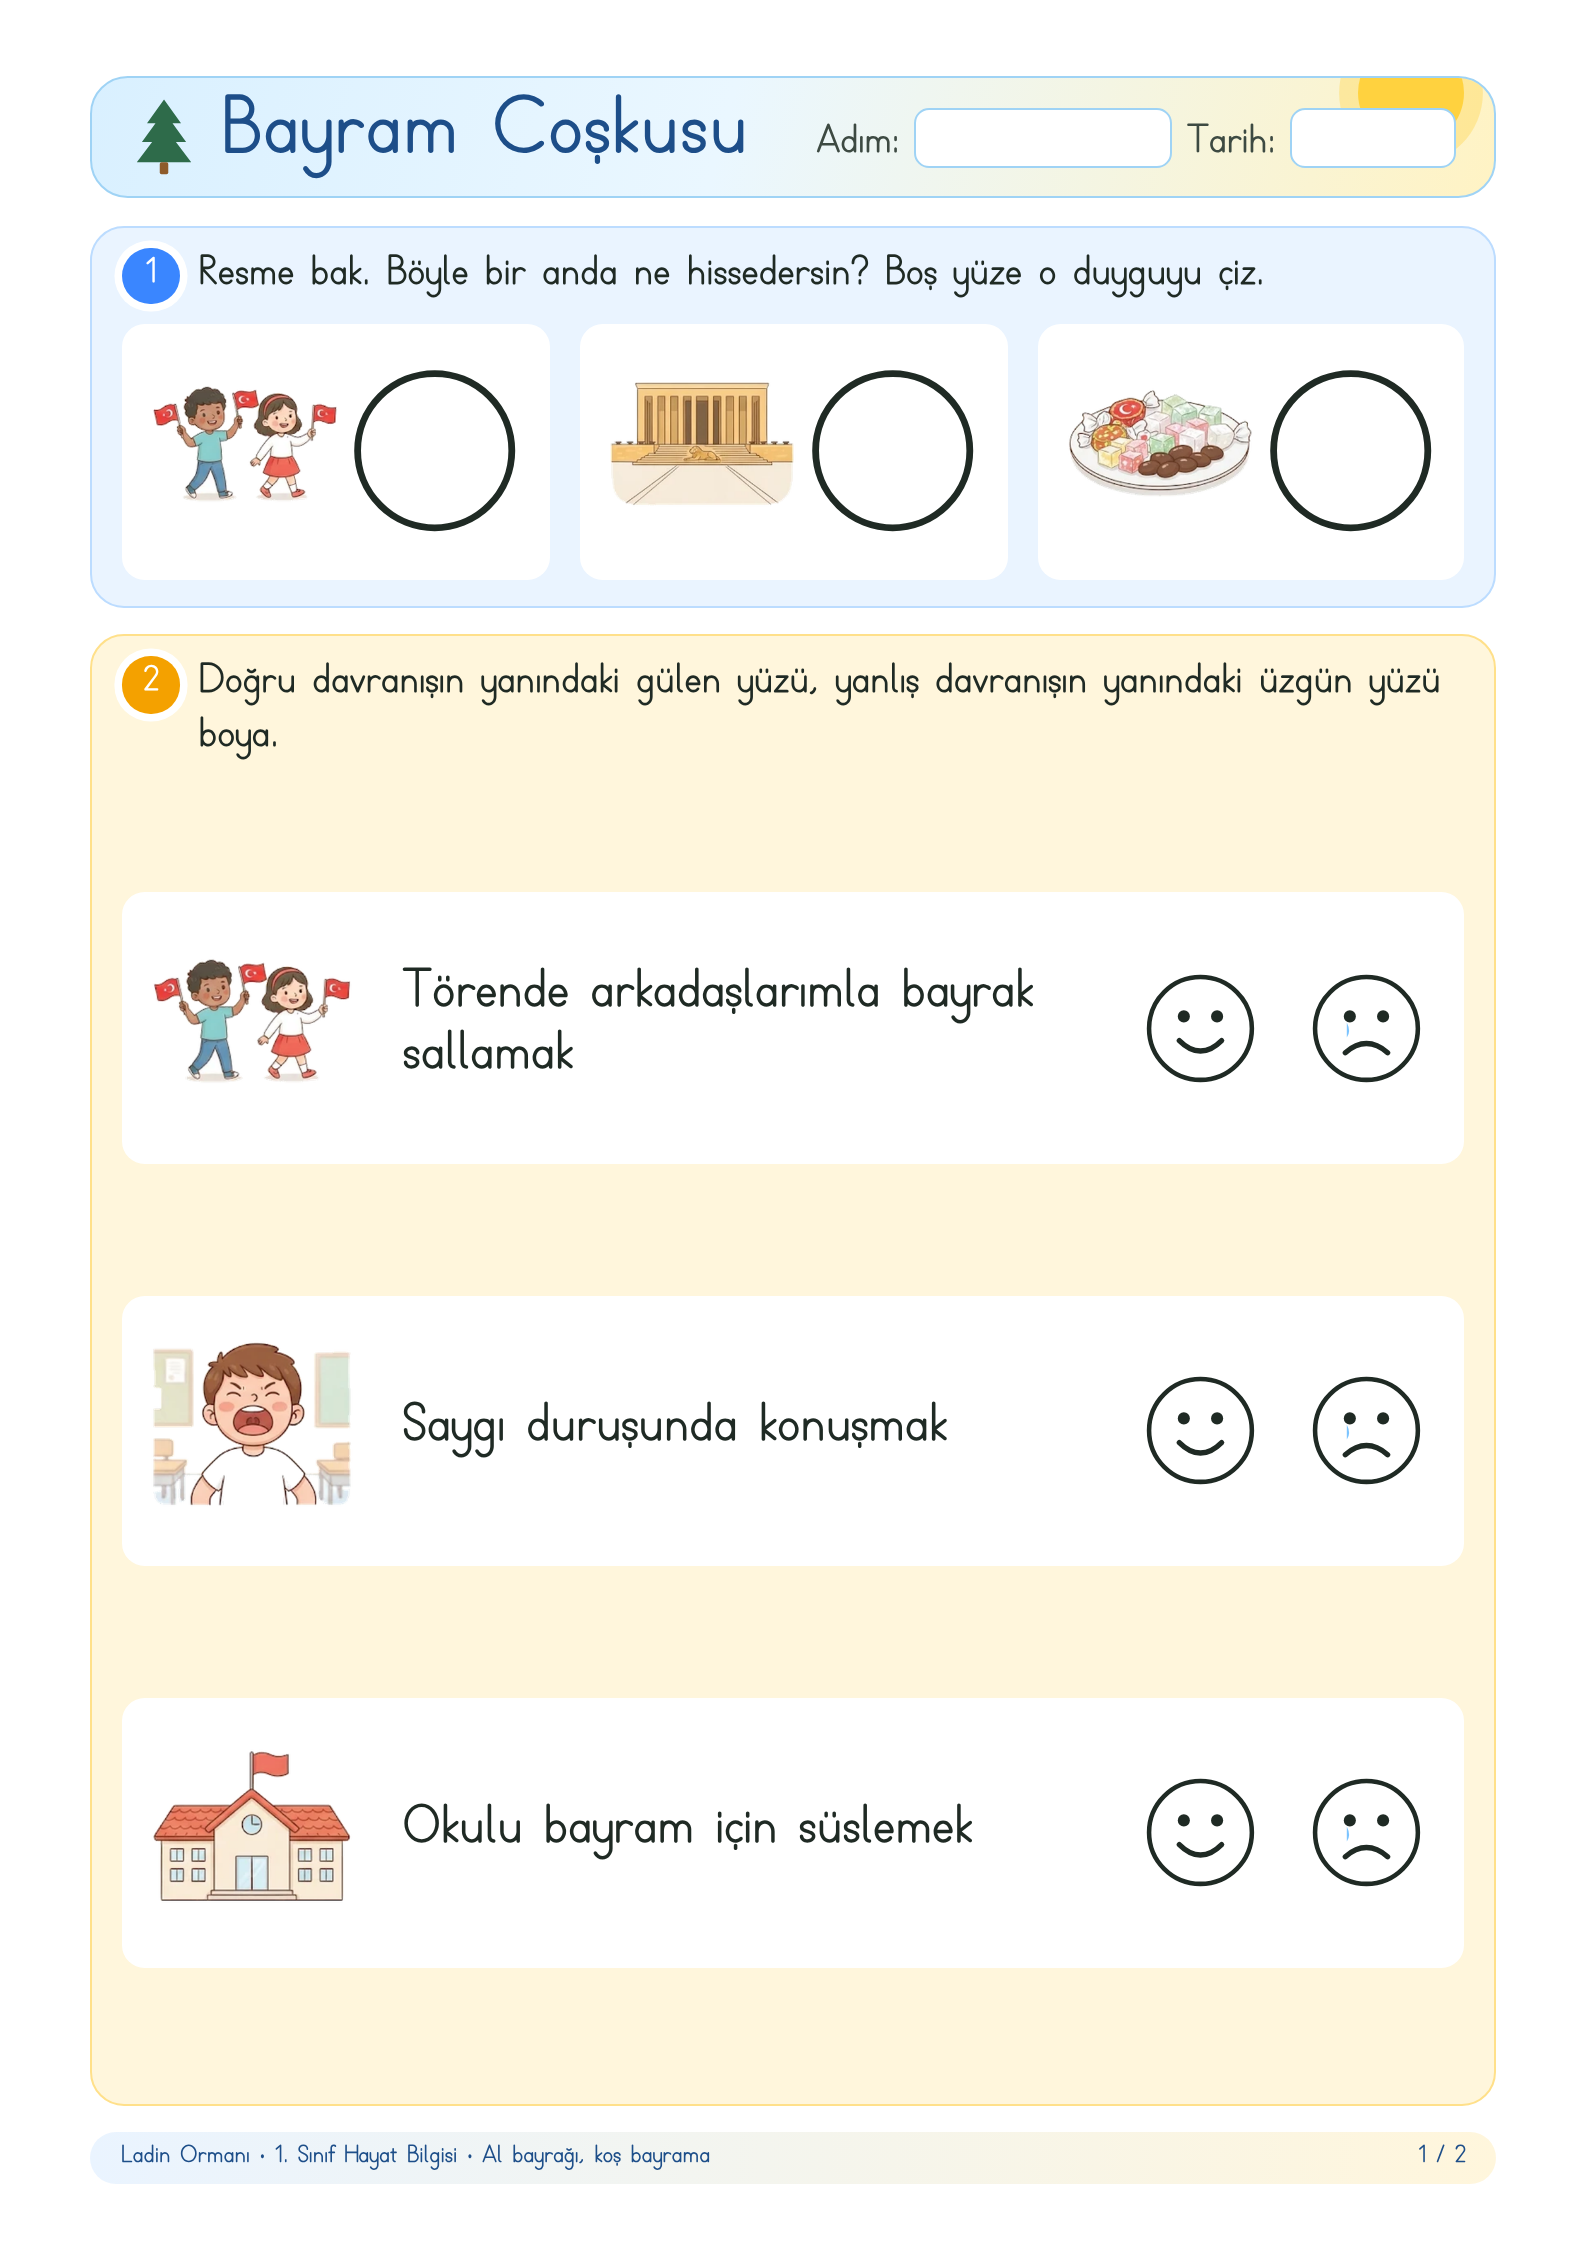 Bayram Coşkusu Adım: Tarih:
1 Resme bak. Böyle bir anda ne hissedersin? Boş yüze o duyguyu çiz.
2 Doğru davranışın yanındaki gülen yüzü, yanlış davranışın yanındaki üzgün yüzü
boya.
Törende arkadaşlarımla bayrak
sallamak
Saygı duruşunda konuşmak
Okulu bayram için süslemek
Ladin Ormanı • 1. Sınıf Hayat Bilgisi • Al bayrağı, koş bayrama 1 / 2